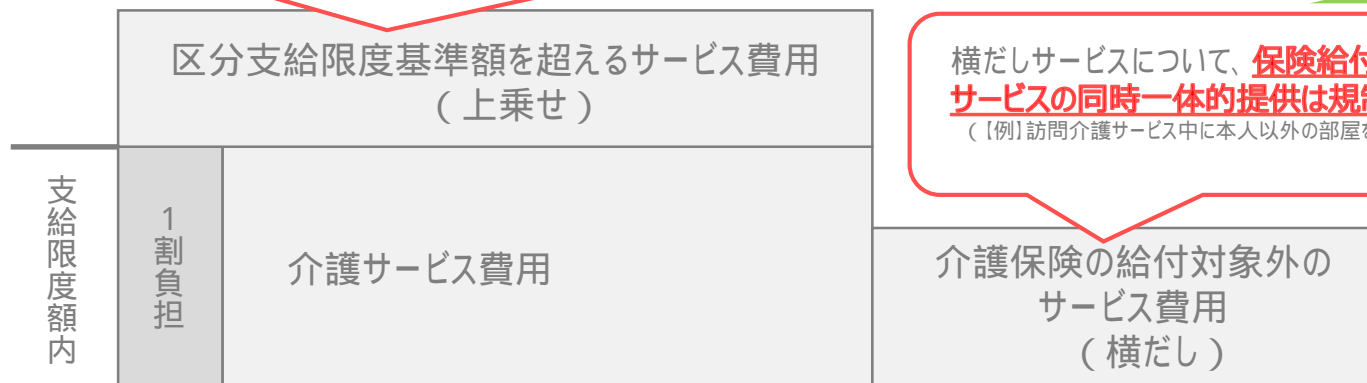 区分支給限度基準額を超えるサービス費用
(上乗せ)
横だしサービスについて、保険給付
サービスの同時一体的提供は規
(【例】訪問介護サービス中に本人以外の部屋
支給限度額内
1割負担
介護サービス費用
介護保険の給付対象外の
サービス費用
(横だし)